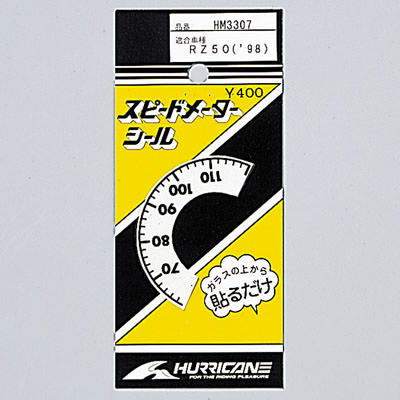 品番 HM3307
適合車種
RZ50('98)
¥400
スピードメーター
シール
110
100
90
80
70
ガラスの上から
貼るだけ
HURRICANE
FOR THE RIDING PLEASURE